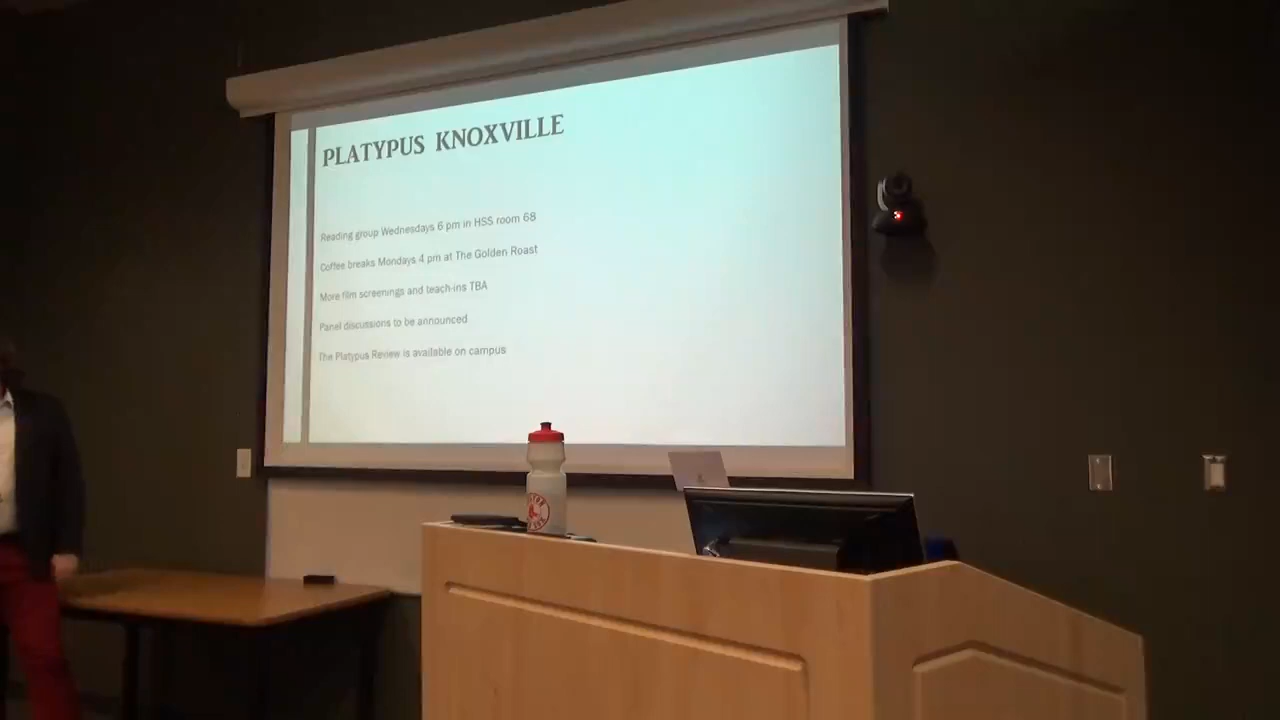 PLATYPUS KNOXVILLE
Reading group Wednesdays 6 pm in HSS room 68
Coffee breaks Mondays 4 pm at The Golden Roast
More film screenings and teach-ins TBA
Panel discussions to be announced
The Platypus Review is available on campus